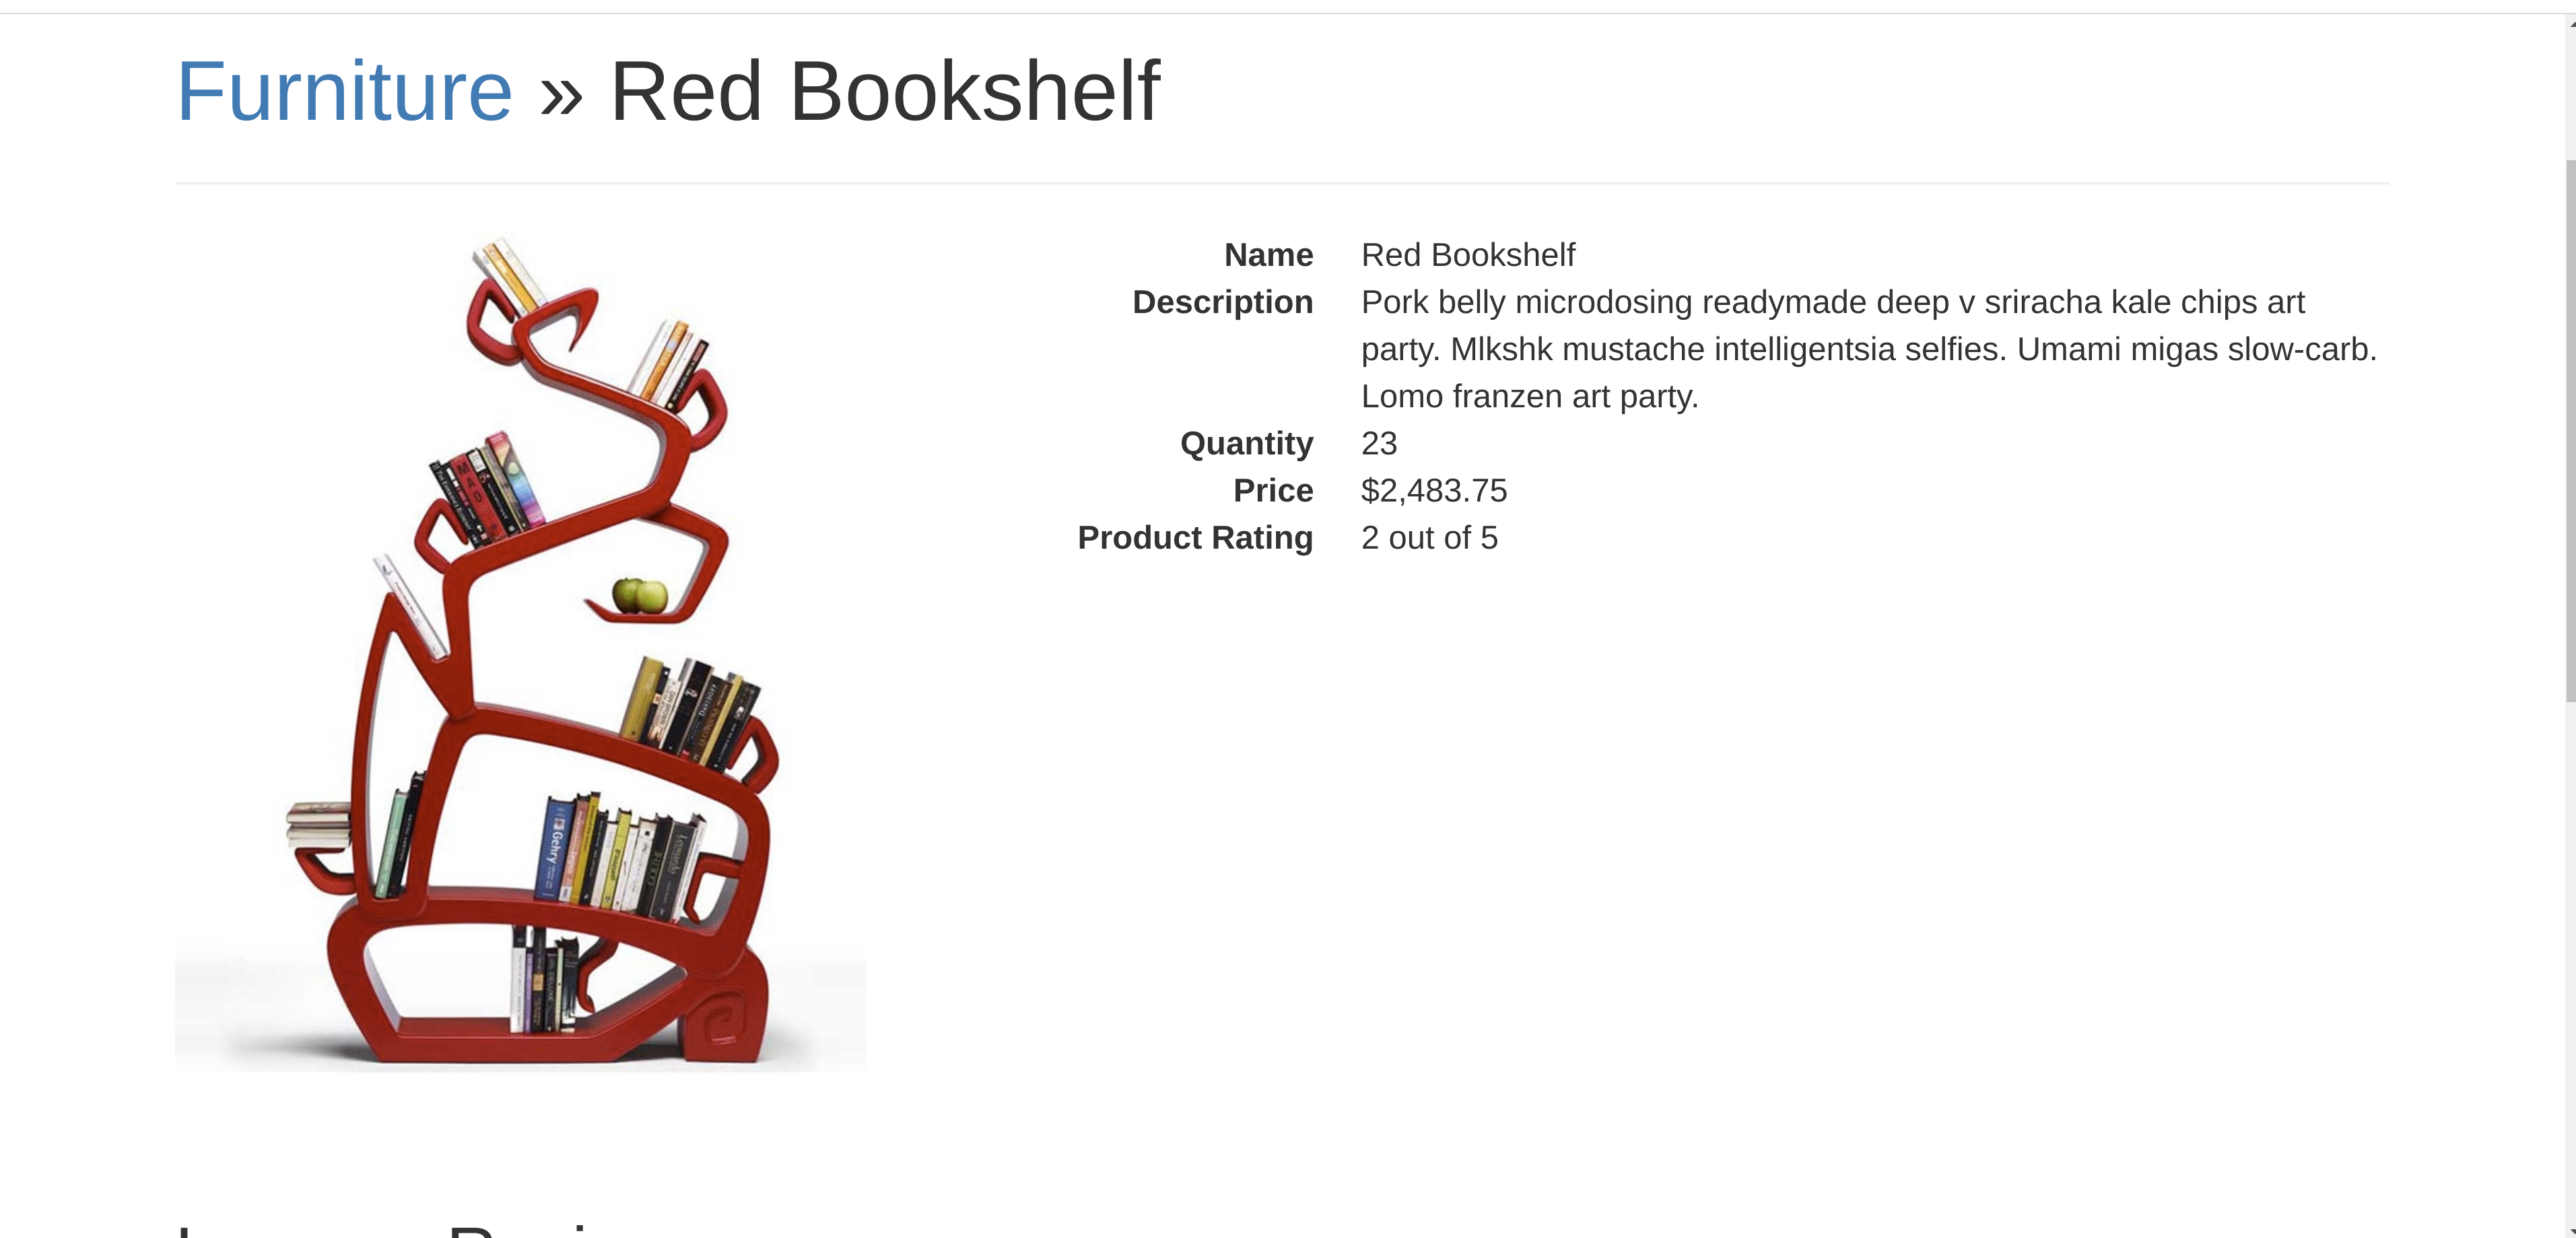 Furniture » Red Bookshelf
Name Red Bookshelf
Description Pork belly microdosing readymade deep v sriracha kale chips art
party. Mlkshk mustache intelligentsia selfies. Umami migas slow-carb.
Lomo franzen art party.
Quantity 23
Price $2,483.75
Product Rating 2 out of 5
MAD
Gehry